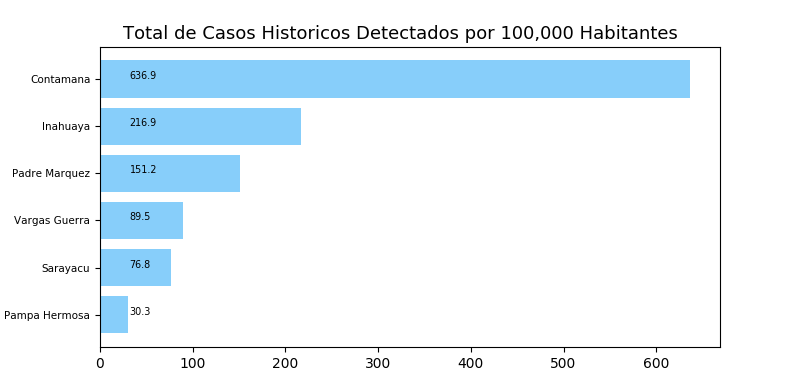 Total de Casos Historicos Detectados por 100,000 Habitantes
Contamana 636.9
Inahuaya 216.9
Padre Marquez 151.2
Vargas Guerra 89.5
Sarayacu 76.8
Pampa Hermosa 30.3
0 100 200 300 400 500 600